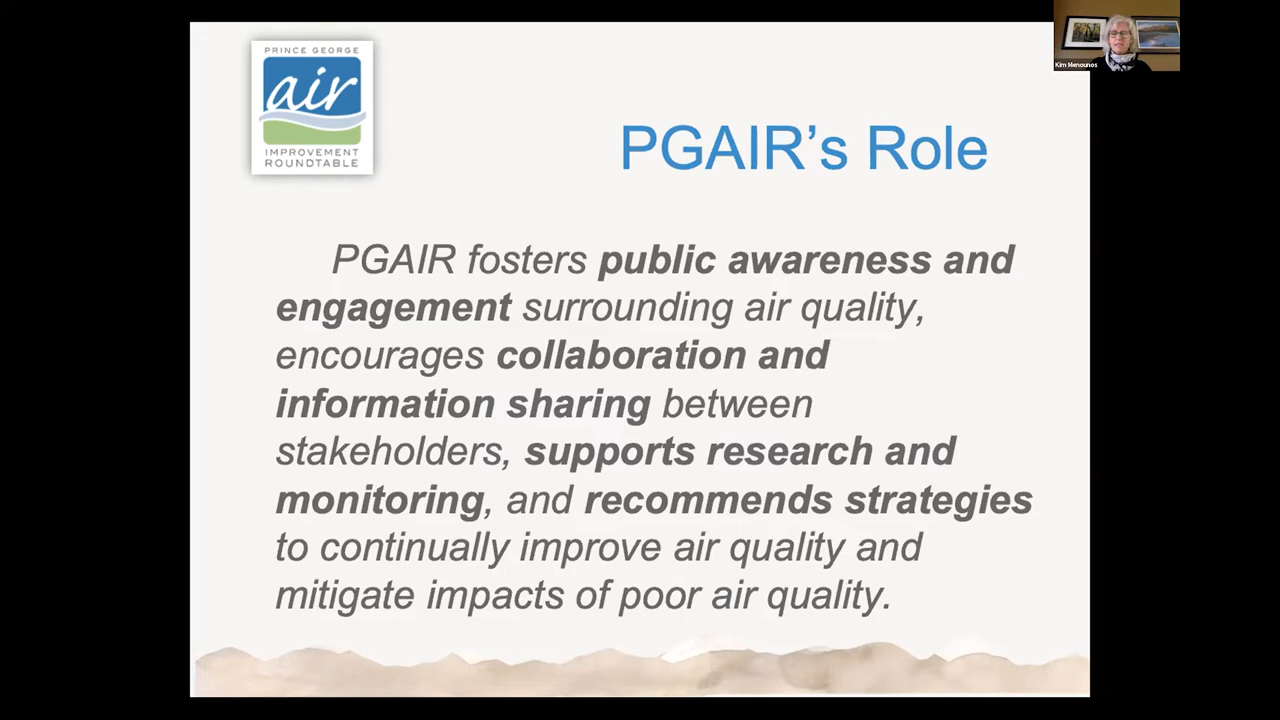 PRINCE GEORGE
air
IMPROVEMENT
ROUNDTABLE
Kim Menounos
PGAIR's Role
PGAIR fosters public awareness and
engagement surrounding air quality,
encourages collaboration and
information sharing between
stakeholders, supports research and
monitoring, and recommends strategies
to continually improve air quality and
mitigate impacts of poor air quality.